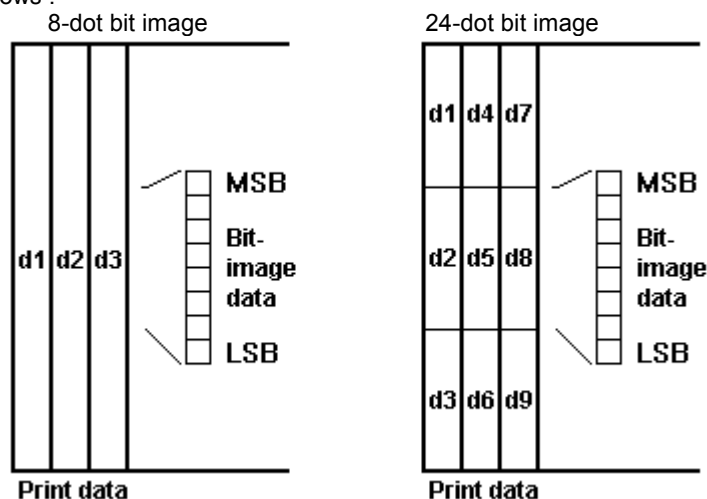 ows :
8-dot bit image
24-dot bit image
d1 d2 d3
MSB
Bit-
image
data
LSB
Print data
d1 d4 d7
d2 d5 d8
d3 d6 d9
MSB
Bit-
image
data
LSB
Print data